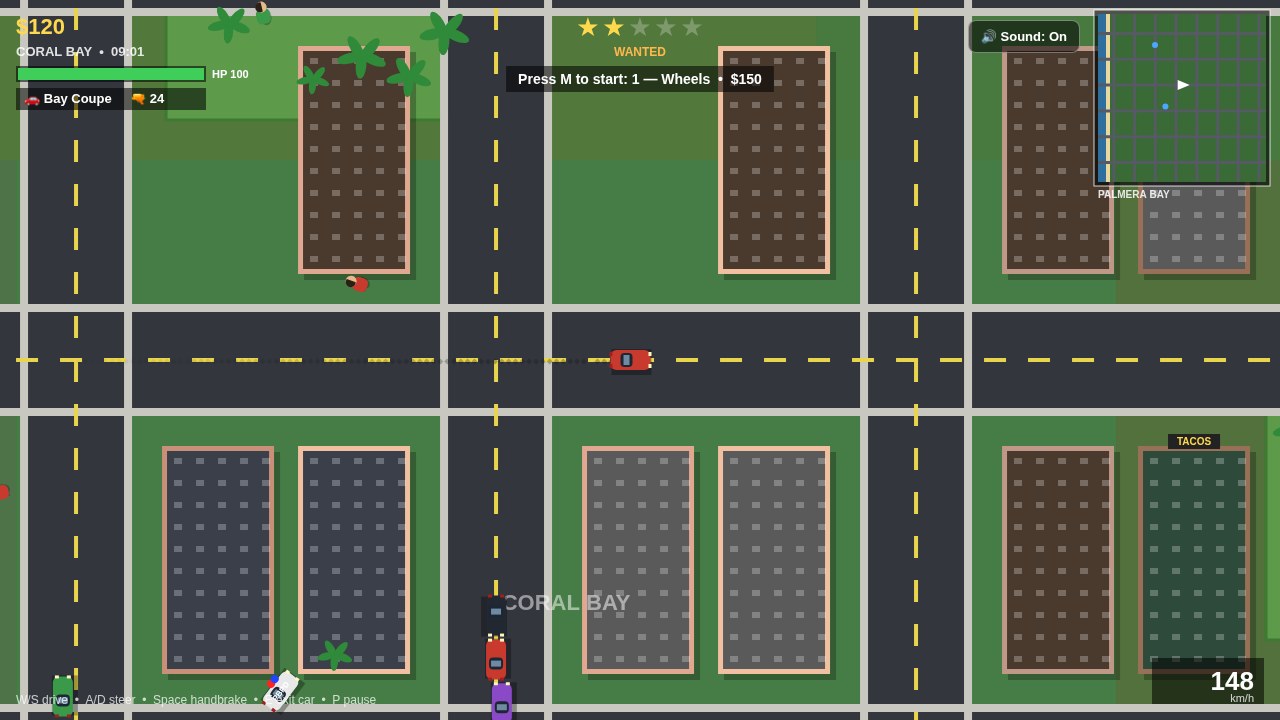 $120
CORAL BAY • 09:01
HP 100
🚗 Bay Coupe 🔫 24
WANTED
Press M to start: 1 — Wheels • $150
🔊 Sound: On
PALMERA BAY
TACOS
CORAL BAY
148
km/h
W/S drive • A/D steer • Space handbrake • exit car • P pause